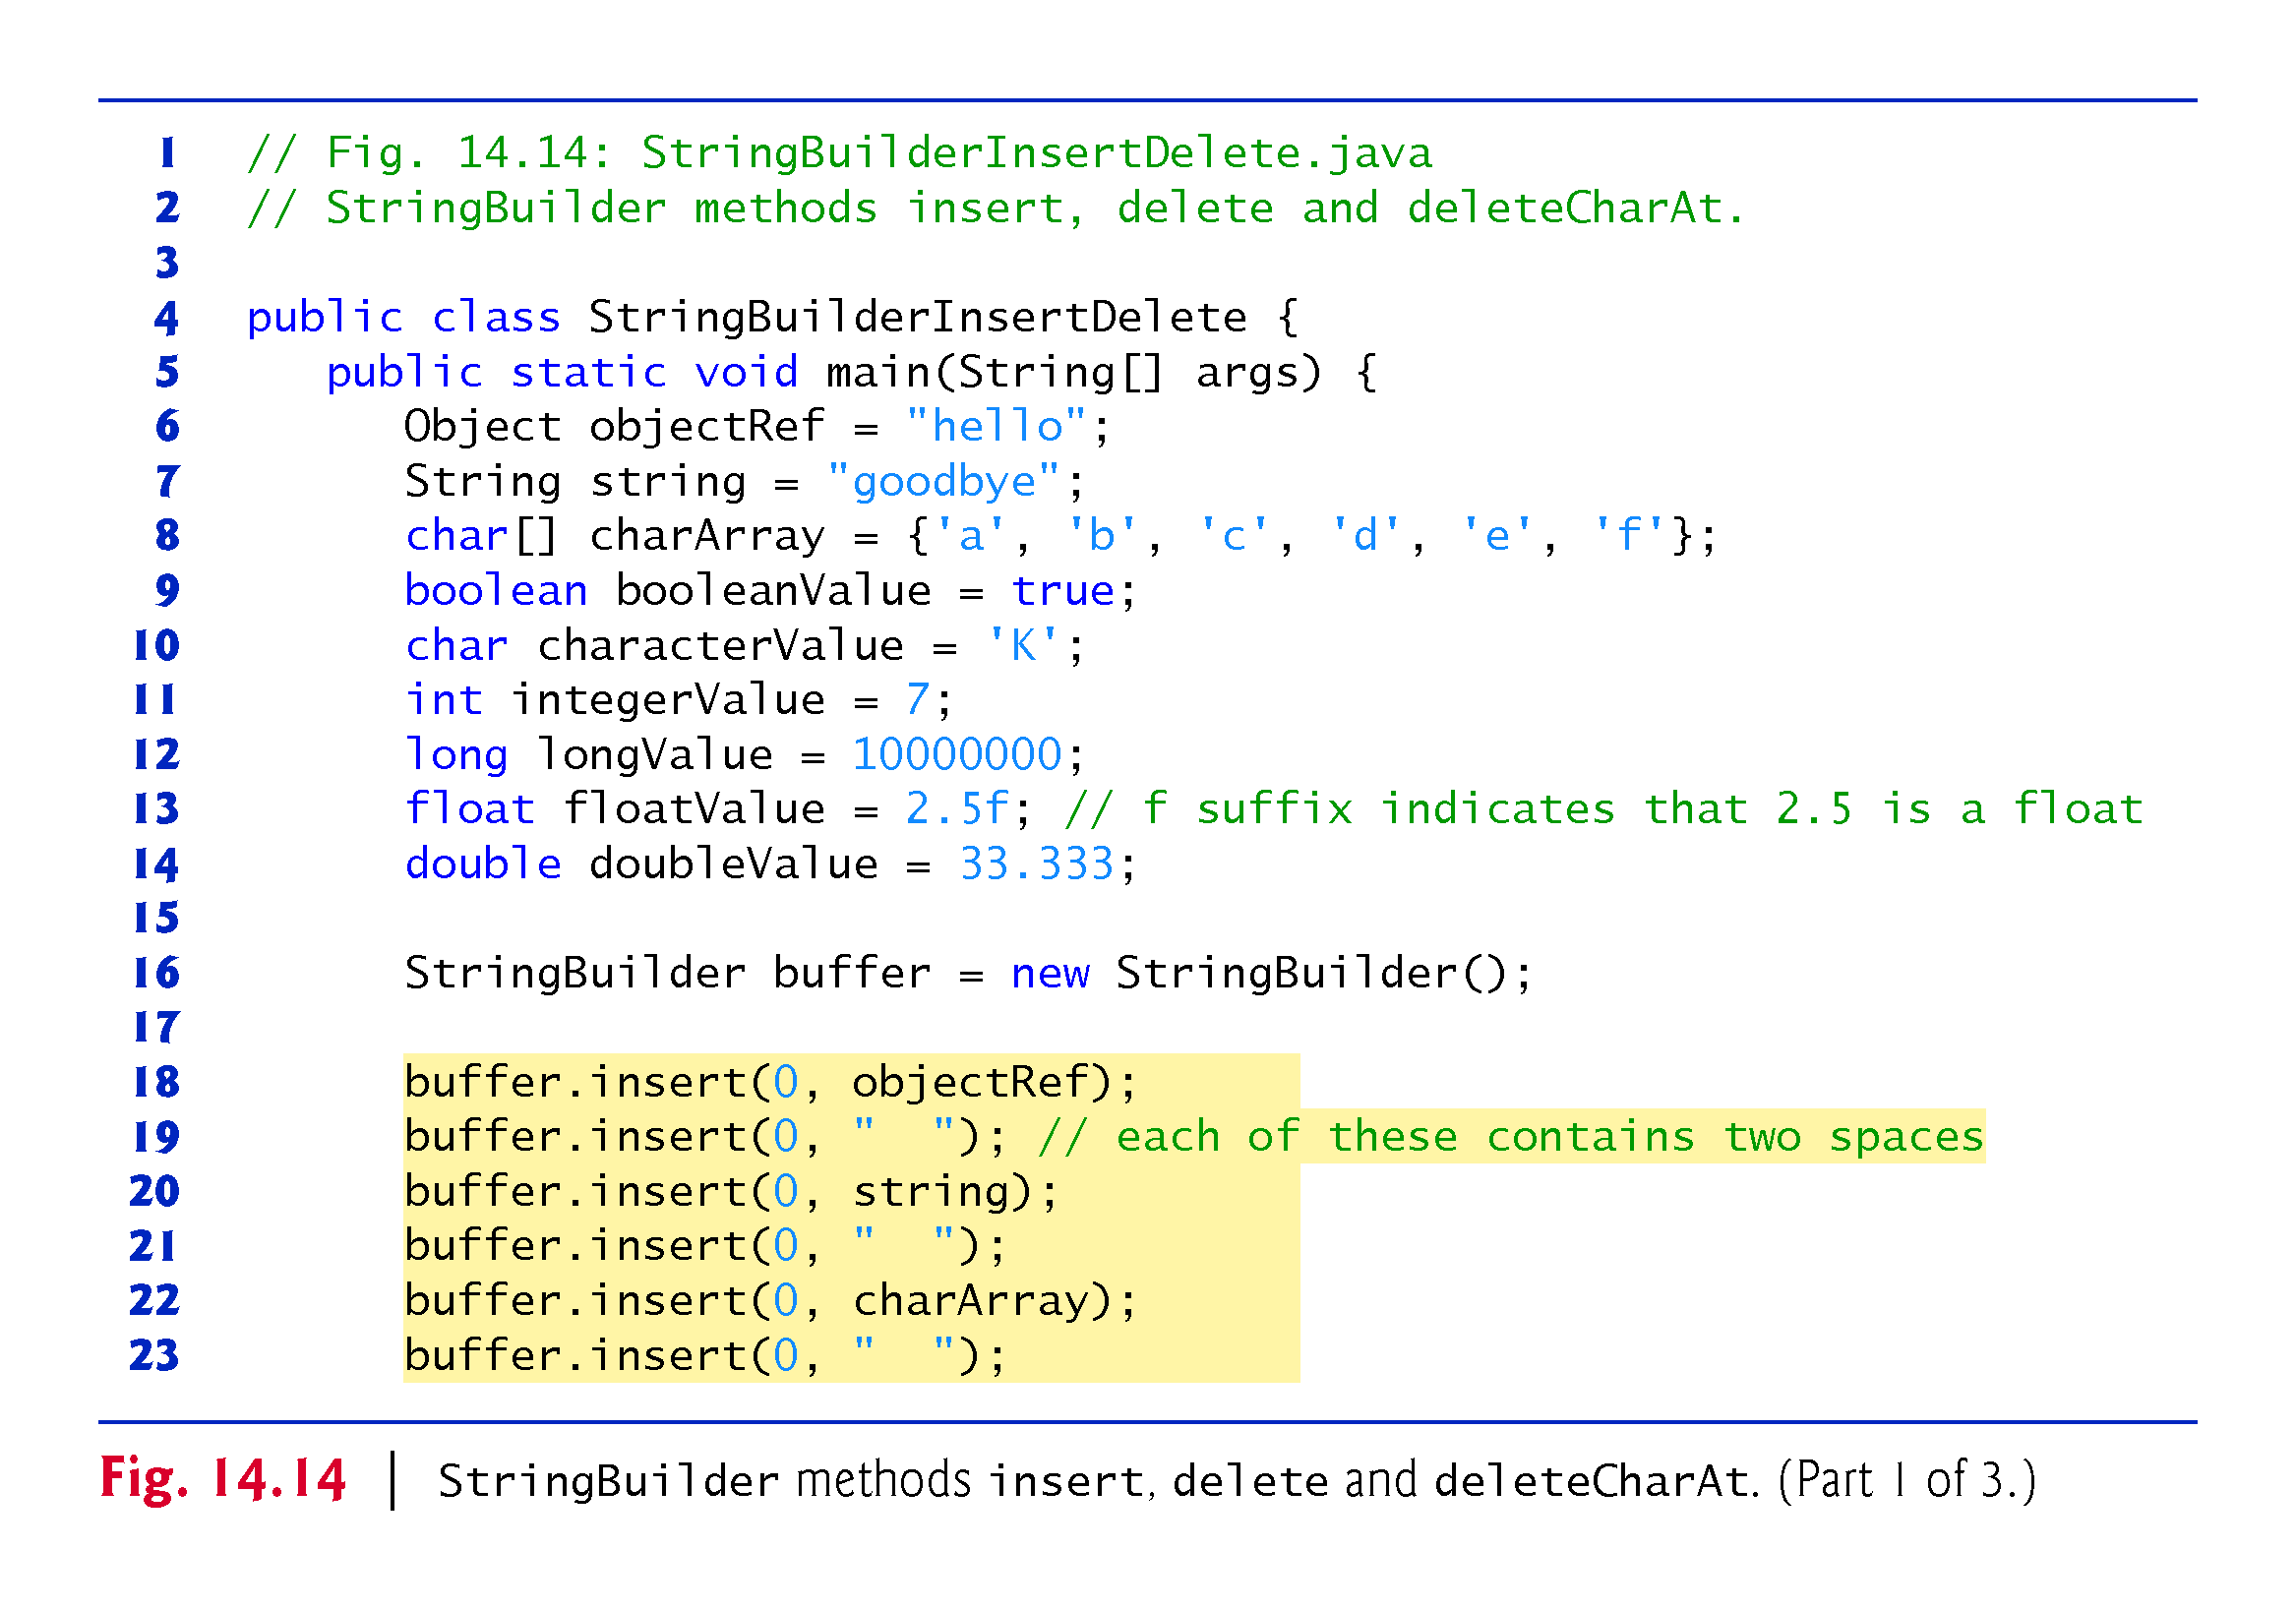 1 // Fig. 14.14: StringBuilderInsertDelete.java
2 // StringBuilder methods insert, delete and deleteCharAt.
3
4 public class StringBuilderInsertDelete {
5    public static void main(String[] args) {
6       Object objectRef = "hello";
7       String string = "goodbye";
8       char[] charArray = {'a', 'b', 'c', 'd', 'e', 'f'};
9       boolean booleanValue = true;
10       char characterValue = 'K';
11       int integerValue = 7;
12       long longValue = 10000000;
13       float floatValue = 2.5f; // f suffix indicates that 2.5 is a float
14       double doubleValue = 33.333;
15
16       StringBuilder buffer = new StringBuilder();
17
18       buffer.insert(0, objectRef);
19       buffer.insert(0, "  "); // each of these contains two spaces
20       buffer.insert(0, string);
21       buffer.insert(0, "  ");
22       buffer.insert(0, charArray);
23       buffer.insert(0, "  ");
Fig. 14.14 | StringBuilder methods insert, delete and deleteCharAt. (Part 1 of 3.)